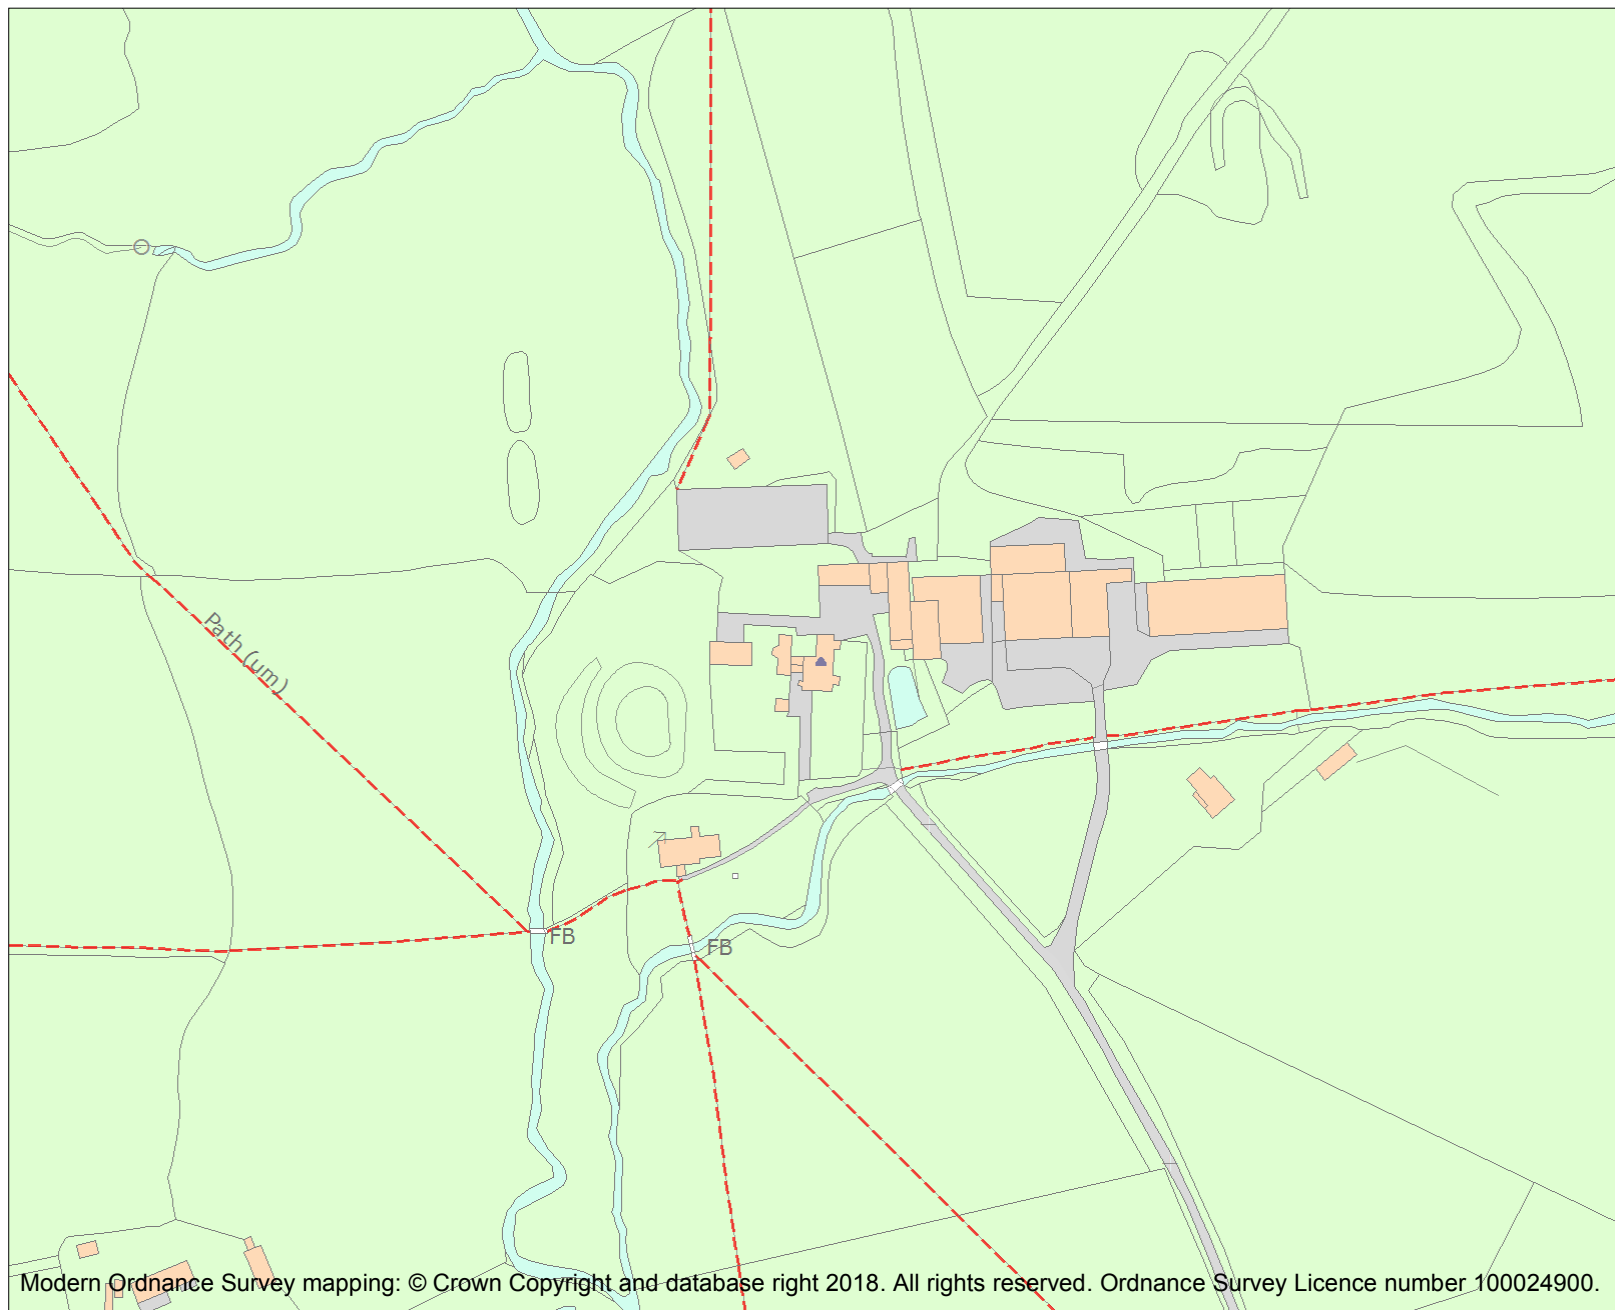 Path (um)
FB
FB
Modern Ordnance Survey mapping: © Crown Copyright and database right 2018. All rights reserved. Ordnance Survey Licence number 100024900.